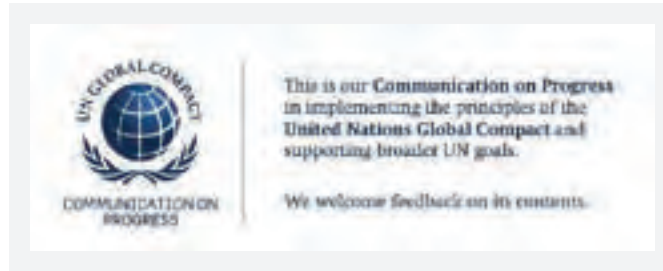 UN GLOBAL COMPACT
COMMUNICATION ON
PROGRESS
This is our Communication on Progress
in implementing the principles of the
United Nations Global Compact and
supporting broader UN goals.
We welcome feedback on its contents.